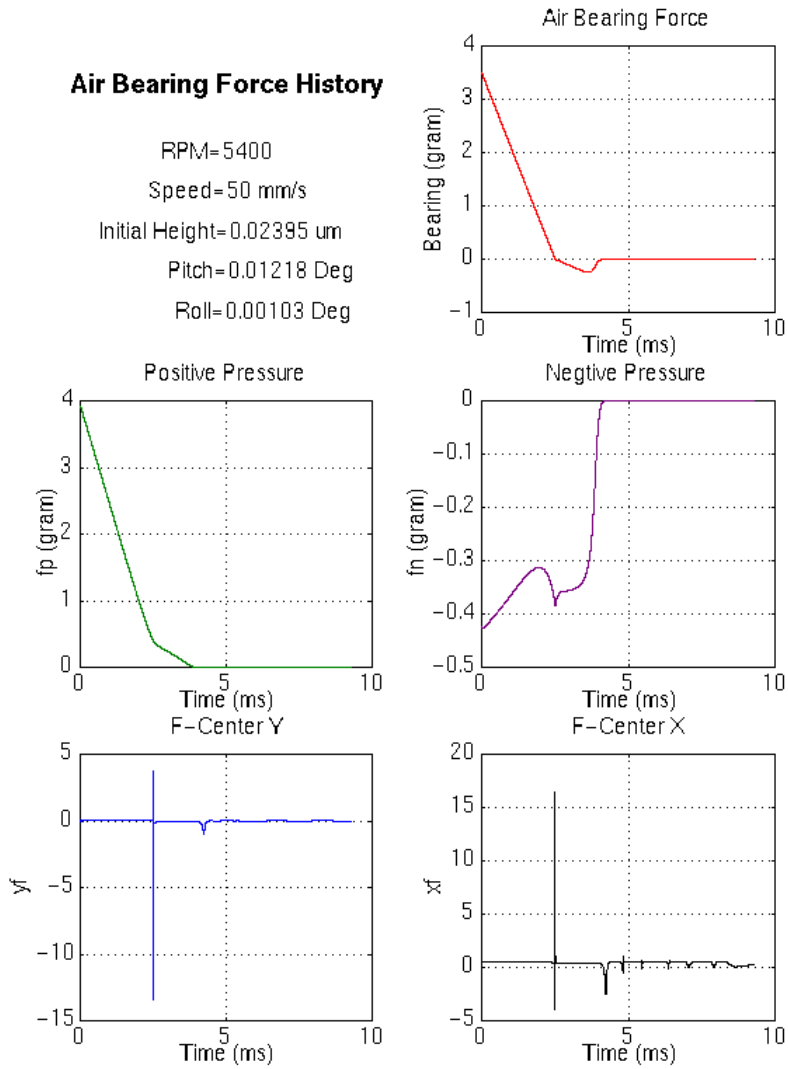 Air Bearing Force
Air Bearing Force History
RPM=5400
Speed=50 mm/s
Initial Height=0.02395 um
Pitch=0.01218 Deg
Roll=0.00103 Deg
Bearing (gram)
4
3
2
1
0
−1
0
5
10
Time (ms)
Positive Pressure
fp (gram)
4
3
2
1
0
0
5
10
Time (ms)
Negtive Pressure
fn (gram)
0
−0.1
−0.2
−0.3
−0.4
−0.5
0
5
10
Time (ms)
F−Center Y
yf
5
0
−5
−10
−15
0
5
10
Time (ms)
F−Center X
xf
20
15
10
5
0
−5
0
5
10
Time (ms)